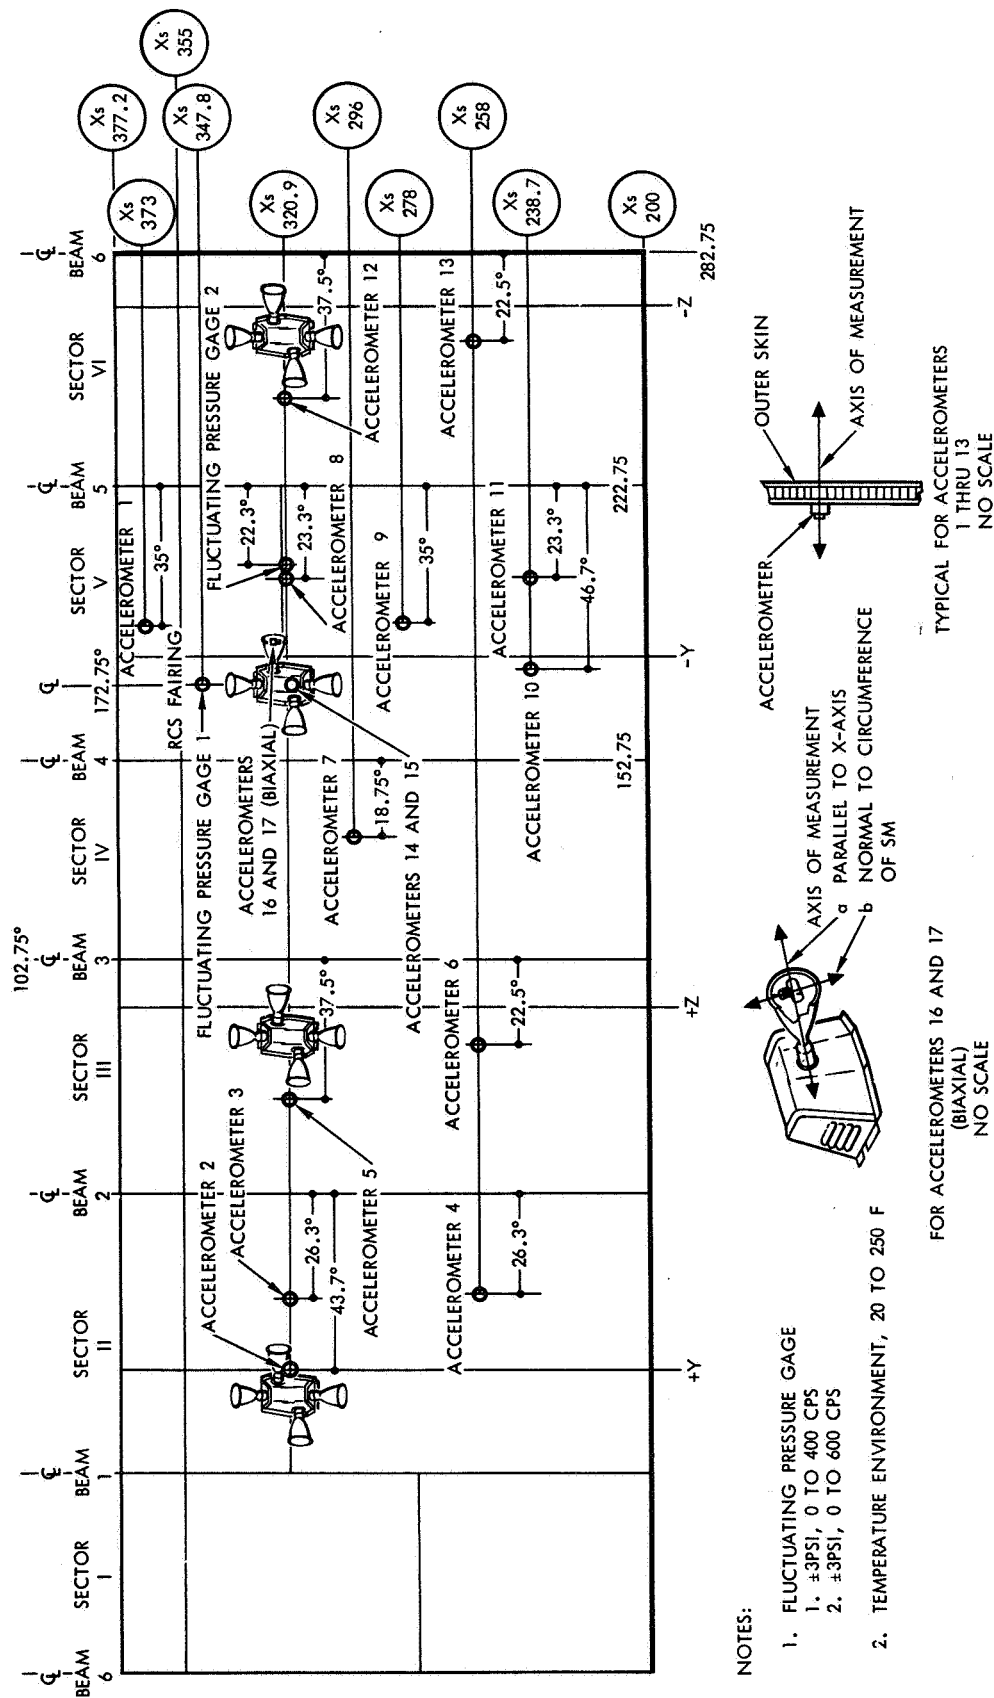 102.75°
℄
BEAM
6
SECTOR
I
℄
BEAM
1
SECTOR
II
℄
BEAM
2
SECTOR
III
℄
BEAM
3
SECTOR
IV
℄
BEAM
4
℄
172.75°
SECTOR
V
℄
BEAM
5
SECTOR
VI
℄
BEAM
6
Xs
377.2
Xs
373
Xs
355
Xs
347.8
Xs
320.9
Xs
296
Xs
278
Xs
258
Xs
238.7
Xs
200
ACCELEROMETER 1
35°
RCS FAIRING
FLUCTUATING PRESSURE GAGE 1
FLUCTUATING PRESSURE GAGE 2
22.3°
23.3°
ACCELEROMETER 2
ACCELEROMETER 3
26.3°
43.7°
ACCELEROMETER 5
37.5°
ACCELEROMETERS
16 AND 17 (BIAXIAL)
ACCELEROMETER 7
18.75°
ACCELEROMETERS 14 AND 15
ACCELEROMETER 8
ACCELEROMETER 9
35°
ACCELEROMETER 12
37.5°
ACCELEROMETER 4
26.3°
ACCELEROMETER 6
22.5°
ACCELEROMETER 10
ACCELEROMETER 11
23.3°
46.7°
ACCELEROMETER 13
22.5°
152.75
222.75
282.75
+Y
+Z
-Y
-Z
NOTES:
1. FLUCTUATING PRESSURE GAGE
1. ±3PSI, 0 TO 400 CPS
2. ±3PSI, 0 TO 600 CPS
2. TEMPERATURE ENVIRONMENT, 20 TO 250 F
AXIS OF MEASUREMENT
a PARALLEL TO X-AXIS
b NORMAL TO CIRCUMFERENCE
OF SM
FOR ACCELEROMETERS 16 AND 17
(BIAXIAL)
NO SCALE
ACCELEROMETER
OUTER SKIN
AXIS OF MEASUREMENT
TYPICAL FOR ACCELEROMETERS
1 THRU 13
NO SCALE